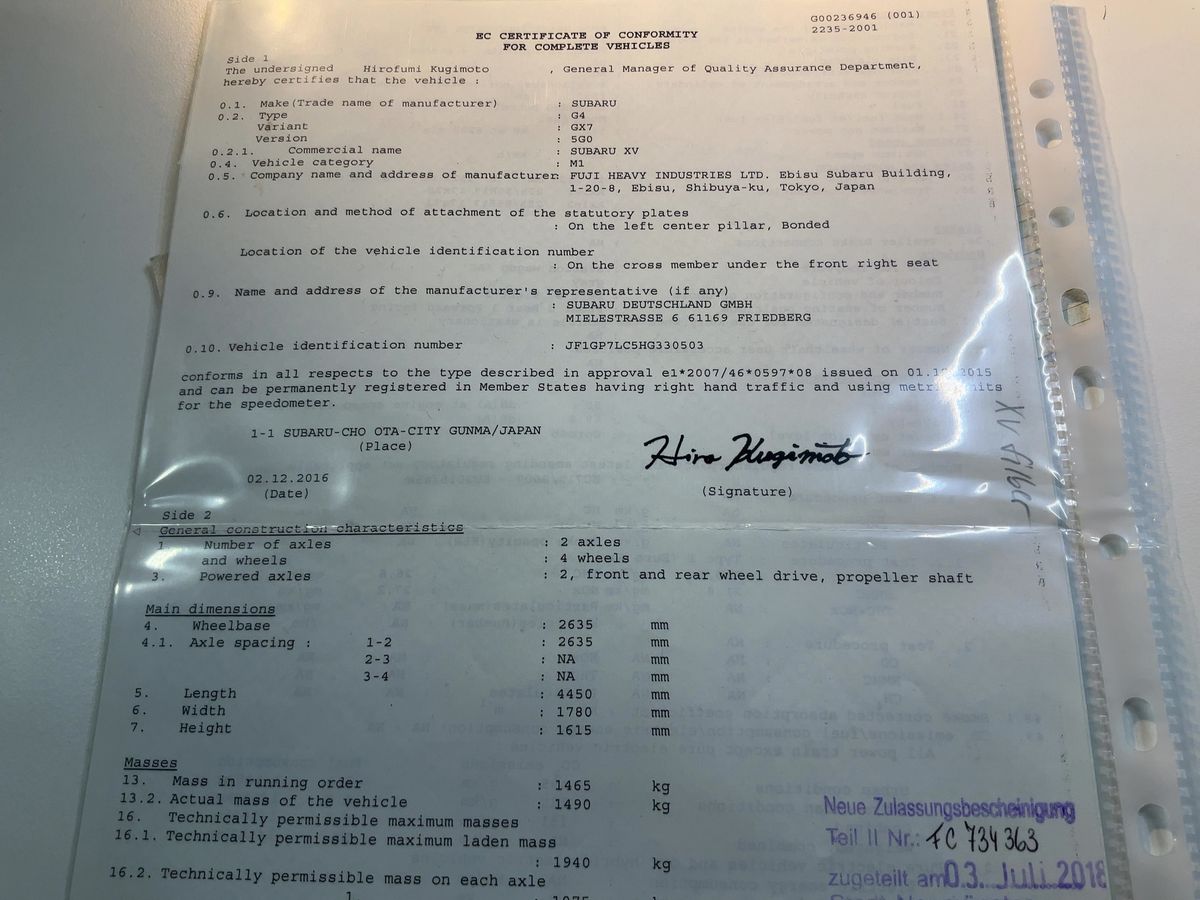 G00236946 (001)
2235-2001
EC CERTIFICATE OF CONFORMITY
FOR COMPLETE VEHICLES
Side 1
The undersigned Hirofumi Kugimoto , General Manager of Quality Assurance Department,
hereby certifies that the vehicle :
0.1. Make(Trade name of manufacturer) : SUBARU
0.2. Type : G4
Variant : GX7
Version : 5G0
0.2.1. Commercial name : SUBARU XV
0.4. Vehicle category : M1
0.5. Company name and address of manufacturer: FUJI HEAVY INDUSTRIES LTD. Ebisu Subaru Building,
1-20-8, Ebisu, Shibuya-ku, Tokyo, Japan
0.6. Location and method of attachment of the statutory plates
: On the left center pillar, Bonded
Location of the vehicle identification number
: On the cross member under the front right seat
0.9. Name and address of the manufacturer's representative (if any)
: SUBARU DEUTSCHLAND GMBH
MIELESTRASSE 6 61169 FRIEDBERG
0.10. Vehicle identification number : JF1GP7LC5HG330503
conforms in all respects to the type described in approval e1*2007/46*0597*08 issued on
and can be permanently registered in Member States having right hand traffic and using
for the speedometer.
1-1 SUBARU-CHO OTA-CITY GUNMA/JAPAN
(Place)
Hiro Kugimoto
02.12.2016
(Date)
(Signature)
XV
Side 2
General construction characteristics
1 Number of axles : 2 axles
and wheels : 4 wheels
3. Powered axles : 2, front and rear wheel drive, propeller shaft
Main dimensions
4. Wheelbase : 2635 mm
4.1. Axle spacing : 1-2 : 2635 mm
2-3 : NA mm
3-4 : NA mm
5. Length : 4450 mm
6. Width : 1780 mm
7. Height : 1615 mm
Masses
13. Mass in running order : 1465 kg
13.2. Actual mass of the vehicle : 1490 kg
16. Technically permissible maximum masses
16.1. Technically permissible maximum laden mass
: 1940 kg
16.2. Technically permissible mass on each axle
Neue Zulassungsbescheinigung
Teil II Nr.: FC 734 363
zugeteilt am 03. Juli 2018